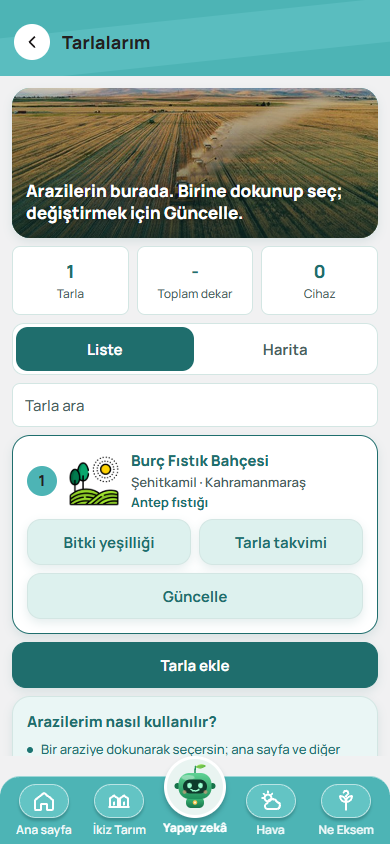 Tarlalarım
Arazilerin burada. Birine dokunup seç;
değiştirmek için Güncelle.
1
Tarla
-
Toplam dekar
0
Cihaz
Liste
Harita
Tarla ara
1
Burç Fıstık Bahçesi
Şehitkamil · Kahramanmaraş
Antep fıstığı
Bitki yeşilliği
Tarla takvimi
Güncelle
Tarla ekle
Arazilerim nasıl kullanılır?
Bir araziye dokunarak seçersin; ana sayfa ve diğer
Ana sayfa
İkiz Tarım
Yapay zekâ
Hava
Ne Eksem